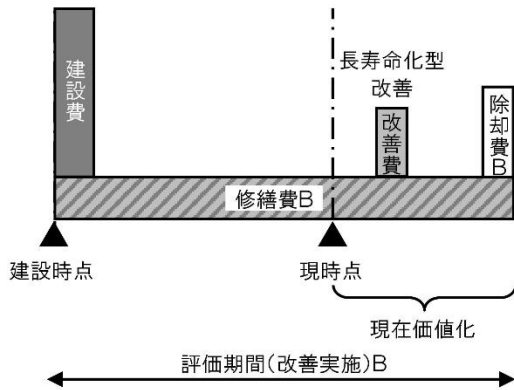 建設費
長寿命化型
改善
改善費
除却費B
修繕費B
建設時点
現時点
現在価値化
評価期間(改善実施)B